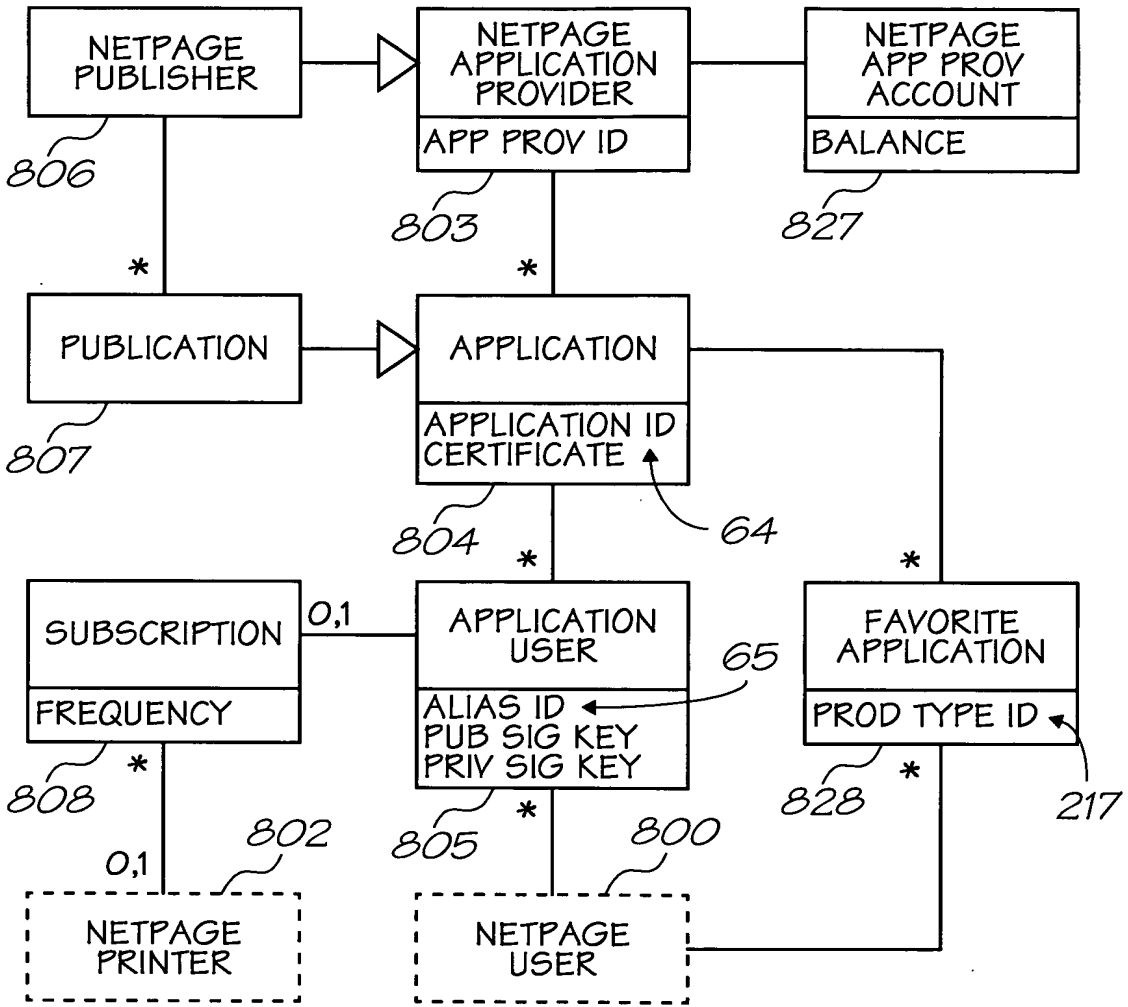 NETPAGE
PUBLISHER
NETPAGE
APPLICATION
PROVIDER
APP PROV ID
NETPAGE
APP PROV
ACCOUNT
BALANCE
806
803
827
*
*
PUBLICATION
APPLICATION
APPLICATION ID
CERTIFICATE
807
804
64
*
*
SUBSCRIPTION
FREQUENCY
0,1
APPLICATION
USER
ALIAS ID
PUB SIG KEY
PRIV SIG KEY
65
FAVORITE
APPLICATION
PROD TYPE ID
808
*
805
*
828
*
217
802
800
0,1
NETPAGE
PRINTER
NETPAGE
USER